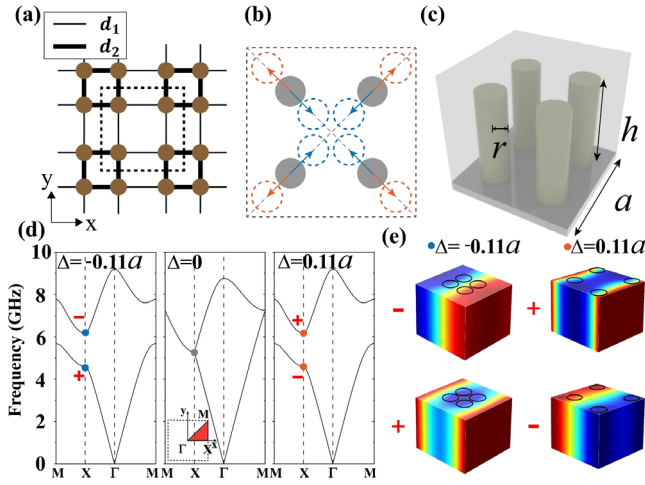 (a)
d₁
d₂
y
x
(b)
(c)
r
h
a
(d)
Δ=-0.11a
Δ=0
Δ=0.11a
Frequency (GHz)
10
8
6
4
2
0
−
+
+
−
y
M
Γ
X
x
M X Γ M
M X Γ M
M X Γ M
(e)
Δ= -0.11a
Δ=0.11a
−
+
+
−